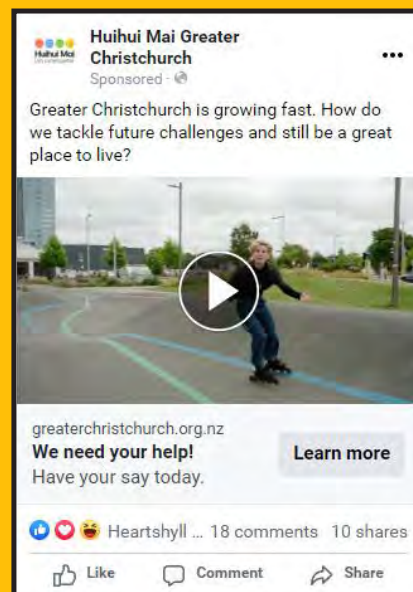 Huihui Mai
Huihui Mai Greater
Christchurch
Sponsored ·
Greater Christchurch is growing fast. How do
we tackle future challenges and still be a great
place to live?
greaterchristchurch.org.nz
We need your help!
Have your say today.
Learn more
Heartshyll ... 18 comments 10 shares
Like Comment Share